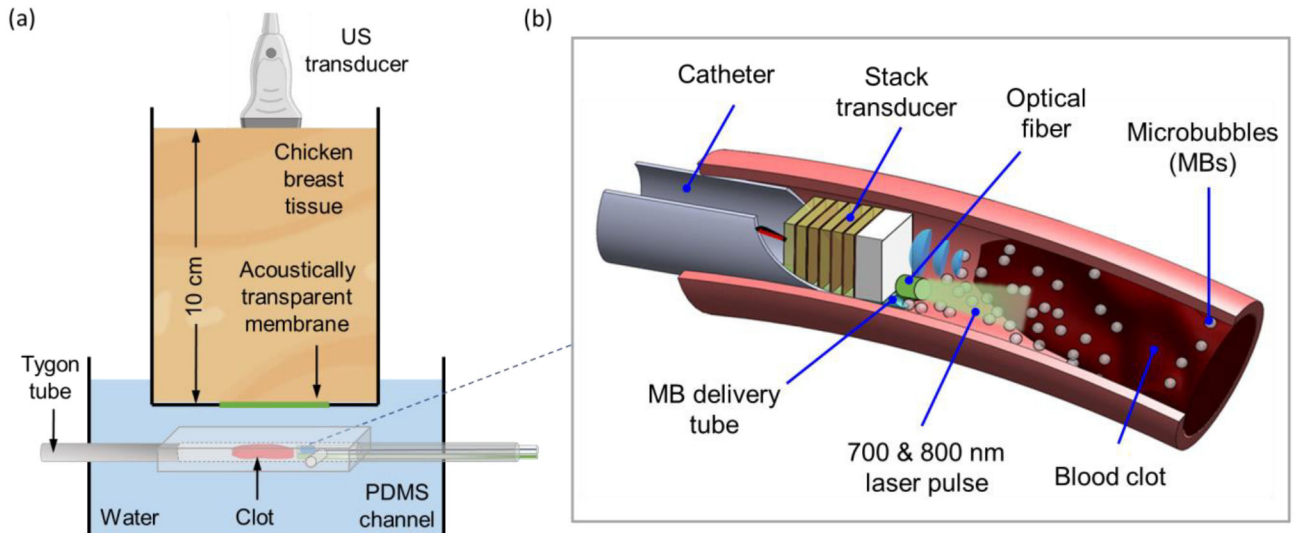 (a)
US
transducer
Chicken
breast
tissue
10 cm
Acoustically
transparent
membrane
Tygon
tube
Water
Clot
PDMS
channel
(b)
Catheter
Stack
transducer
Optical
fiber
Microbubbles
(MBs)
MB delivery
tube
700 & 800 nm
laser pulse
Blood clot